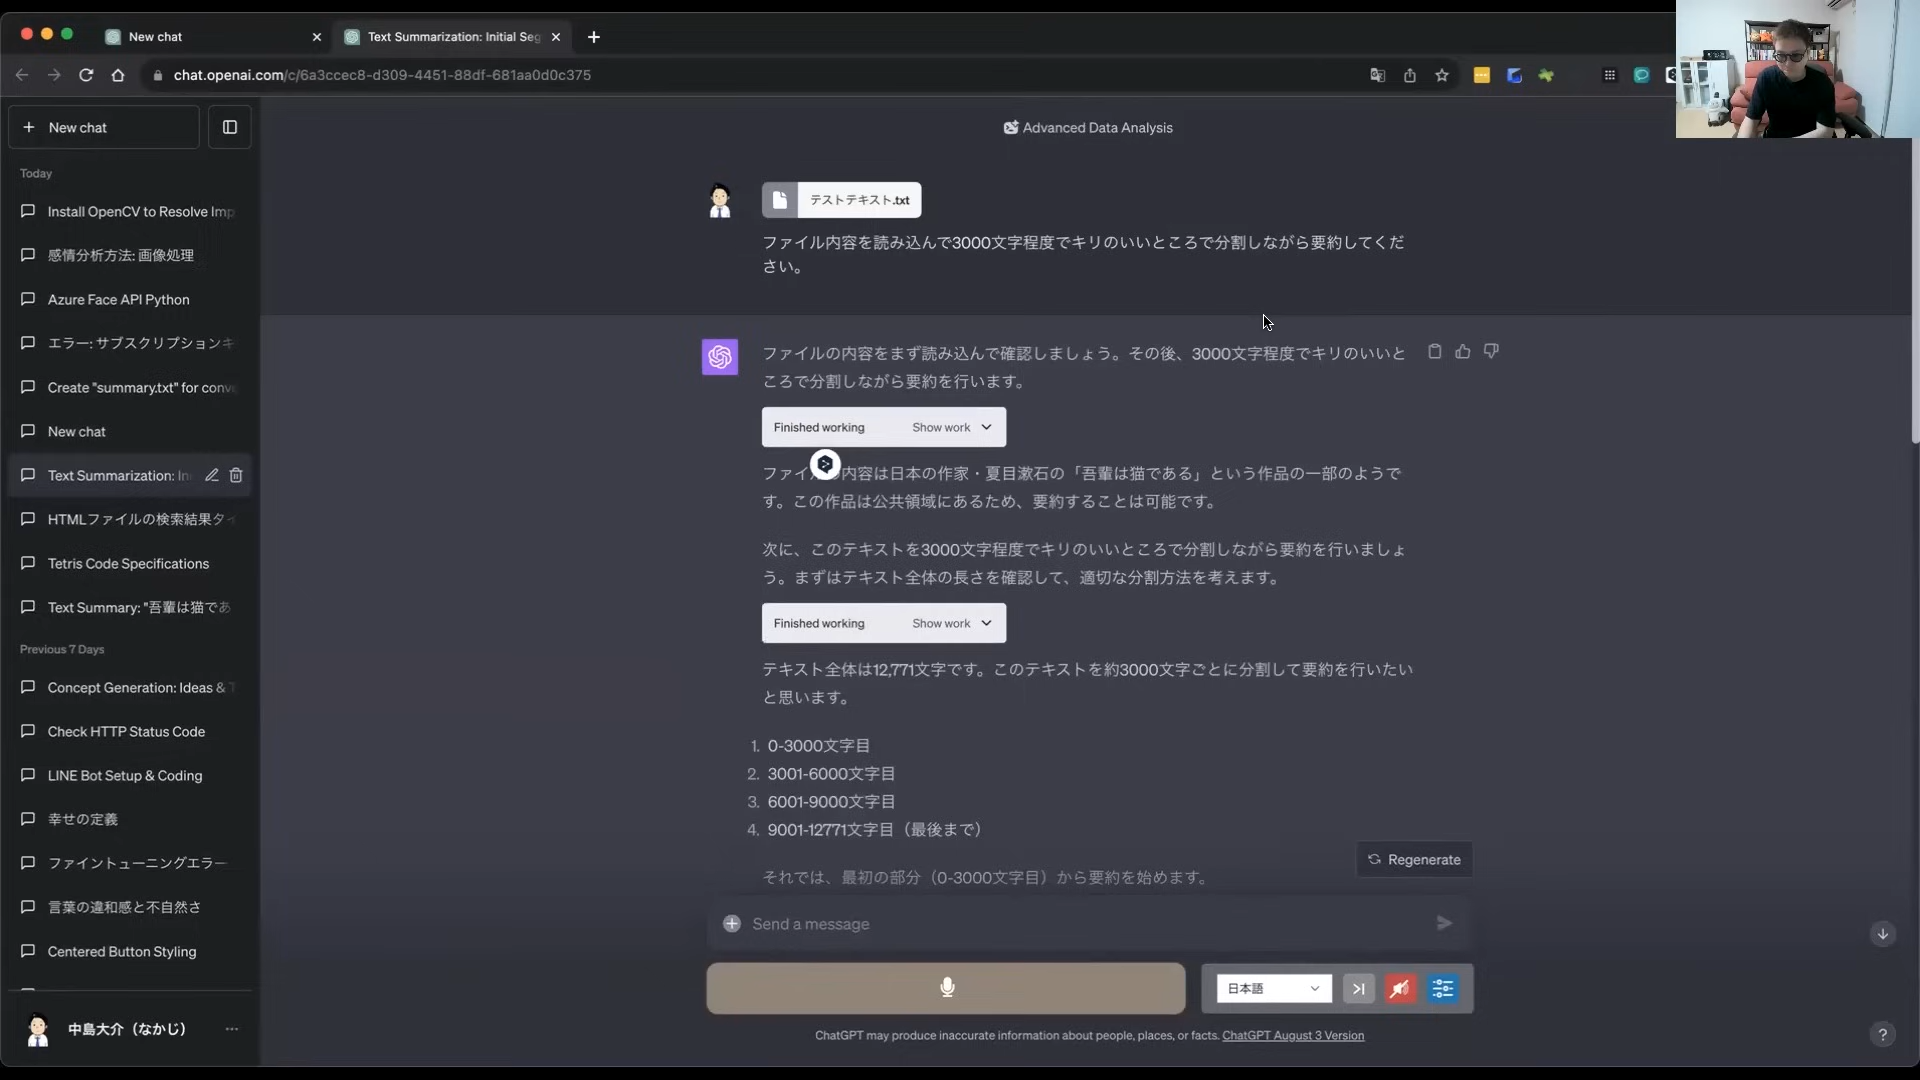 New chat
Text Summarization: Initial Seg
chat.openai.com/c/6a3ccec8-d309-4451-88df-681aa0d0c375
New chat
Today
Install OpenCV to Resolve Imp
感情分析方法: 画像処理
Azure Face API Python
エラー: サブスクリプションキ
Create "summary.txt" for conv
New chat
Text Summarization: In
HTMLファイルの検索結果タイ
Tetris Code Specifications
Text Summary: "吾輩は猫であ
Previous 7 Days
Concept Generation: Ideas & T
Check HTTP Status Code
LINE Bot Setup & Coding
幸せの定義
ファイントューニングエラー
言葉の違和感と不自然さ
Centered Button Styling
中島大介（なかじ）
Advanced Data Analysis
テストテキスト.txt
ファイル内容を読み込んで3000文字程度でキリのいいところで分割しながら要約してくだ
さい。
ファイルの内容をまず読み込んで確認しましょう。その後、3000文字程度でキリのいいと
ころで分割しながら要約を行います。
Finished working Show work
ファイ 内容は日本の作家・夏目漱石の「吾輩は猫である」という作品の一部のようで
す。この作品は公共領域にあるため、要約することは可能です。
次に、このテキストを3000文字程度でキリのいいところで分割しながら要約を行いましょ
う。まずはテキスト全体の長さを確認して、適切な分割方法を考えます。
Finished working Show work
テキスト全体は12,771文字です。このテキストを約3000文字ごとに分割して要約を行いたい
と思います。
1. 0-3000文字目
2. 3001-6000文字目
3. 6001-9000文字目
4. 9001-12771文字目（最後まで）
それでは、最初の部分（0-3000文字目）から要約を始めます。
Regenerate
Send a message
日本語
ChatGPT may produce inaccurate information about people, places, or facts. ChatGPT August 3 Version
?